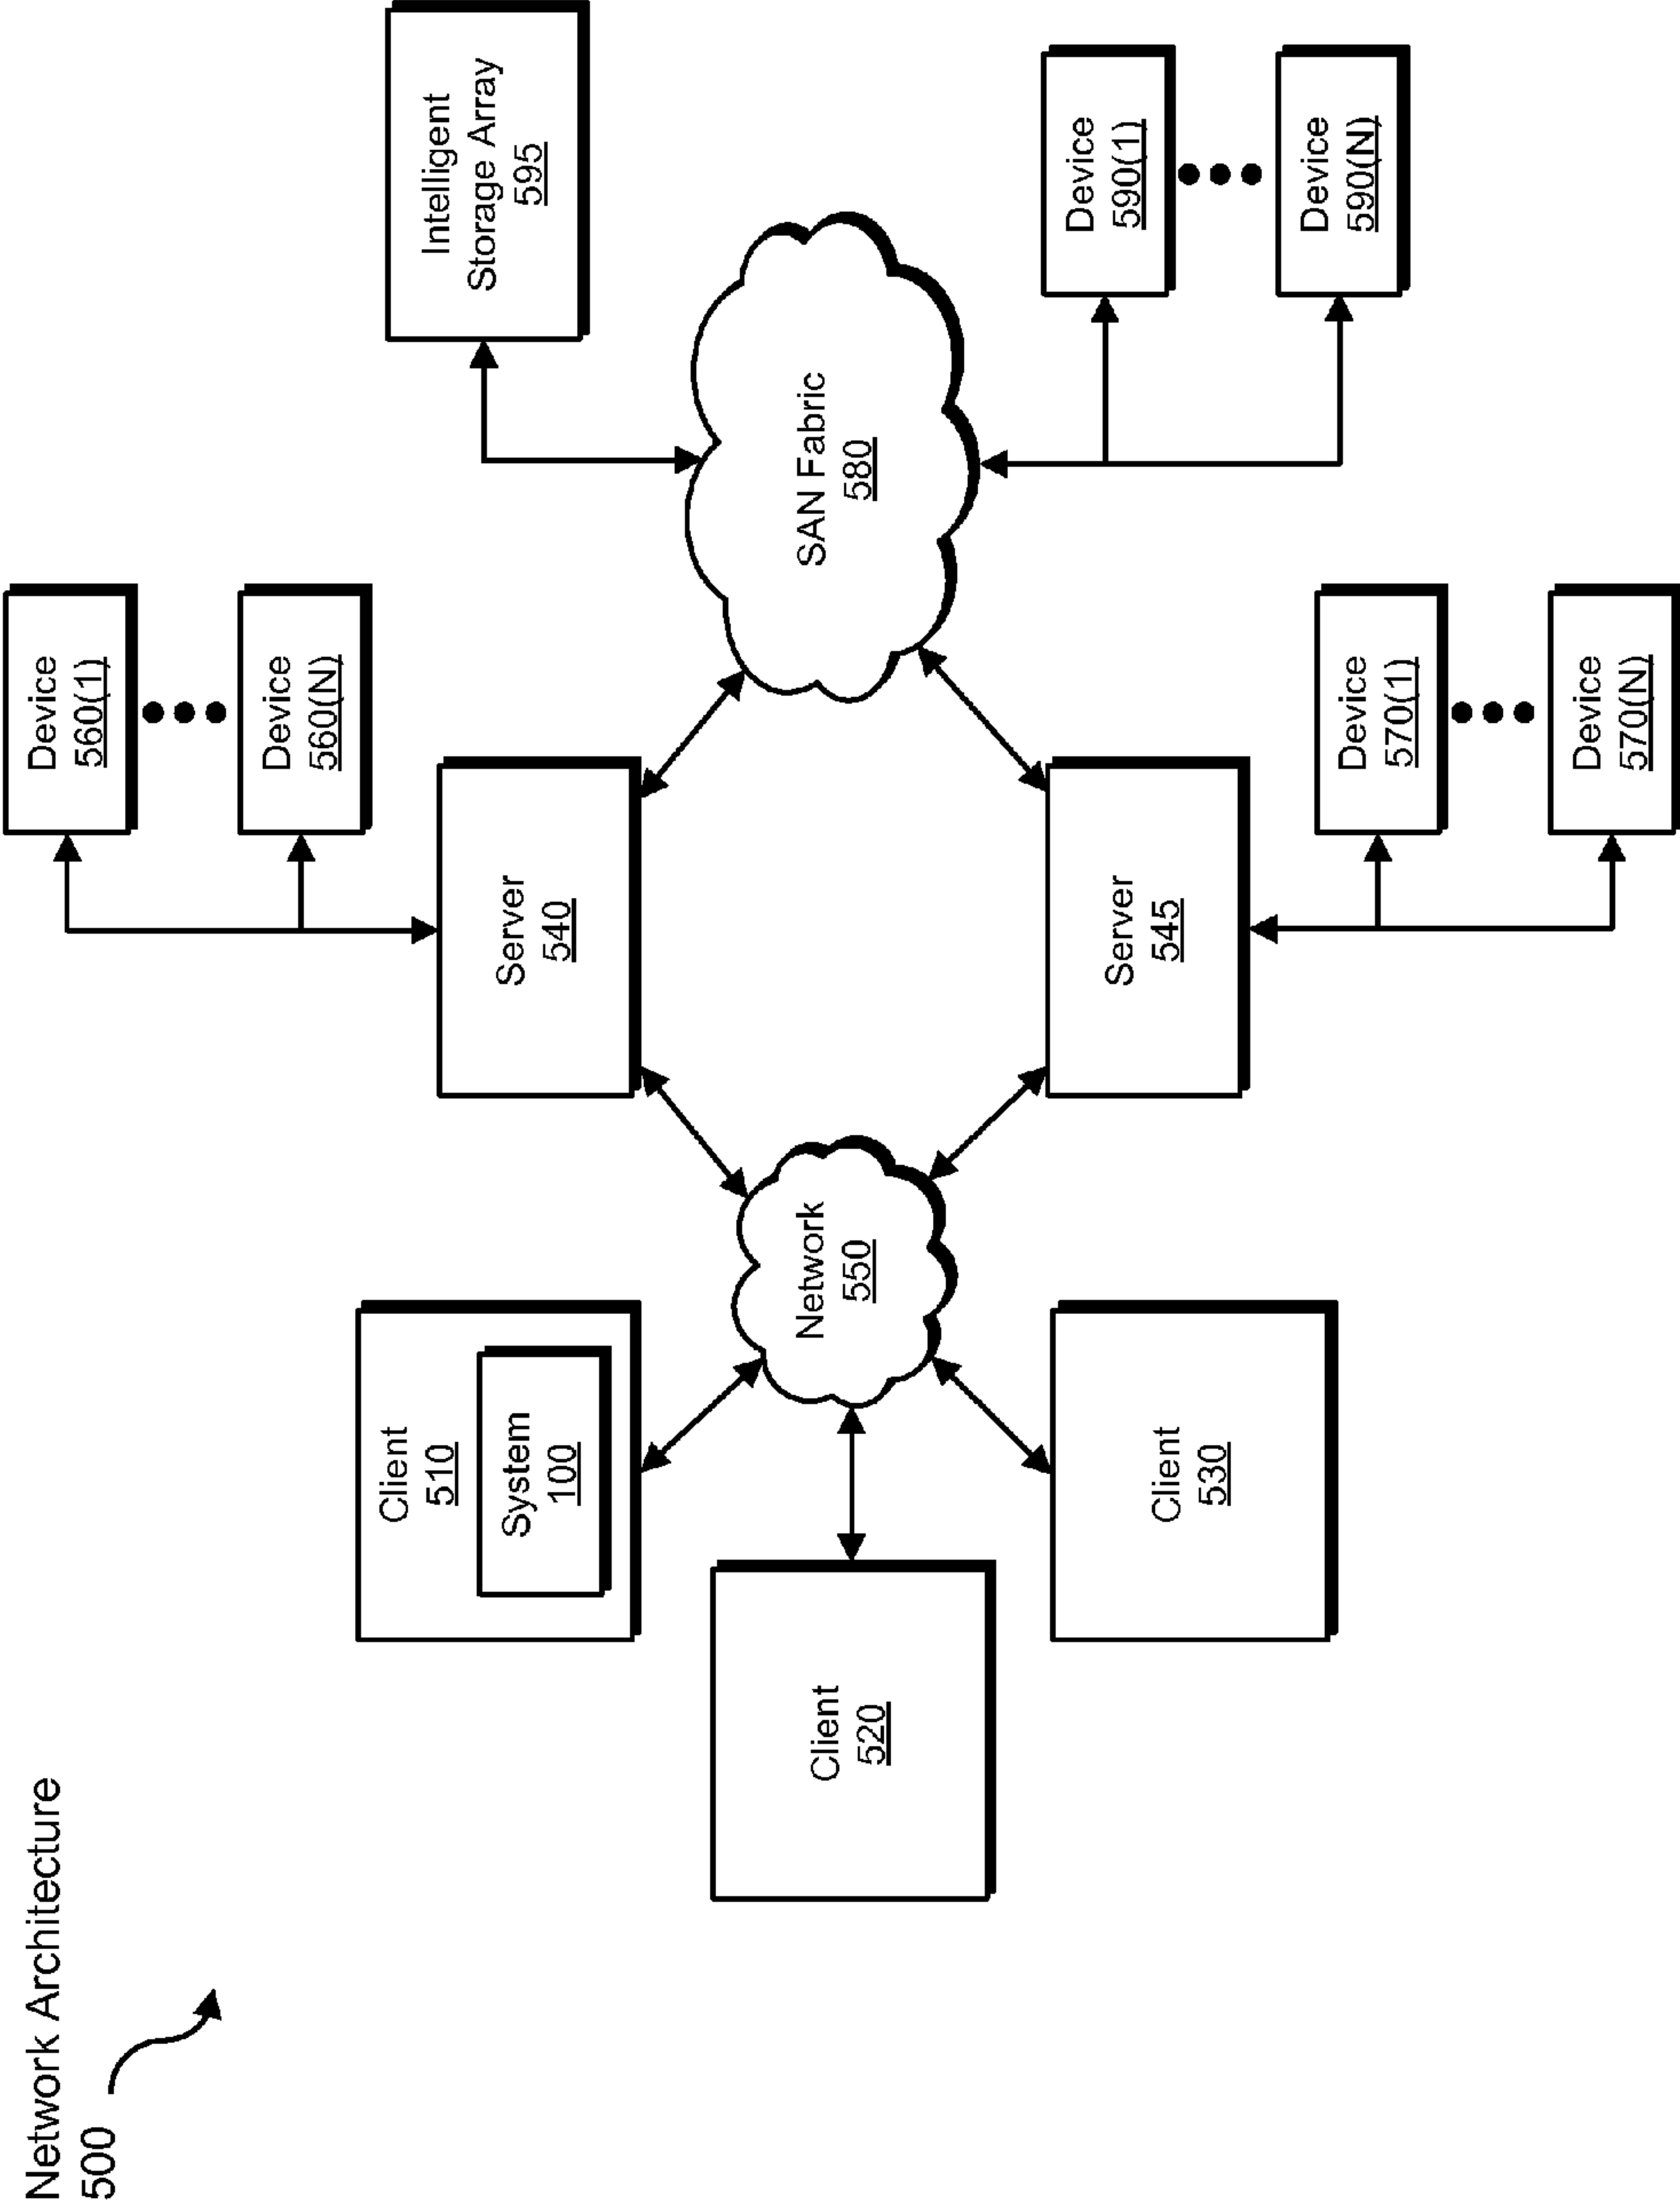 Network Architecture
500
Client
510
System
100
Client
520
Client
530
Network
550
Server
540
Server
545
Device
560(1)
Device
560(N)
Device
570(1)
Device
570(N)
SAN Fabric
580
Intelligent
Storage Array
595
Device
590(1)
Device
590(N)